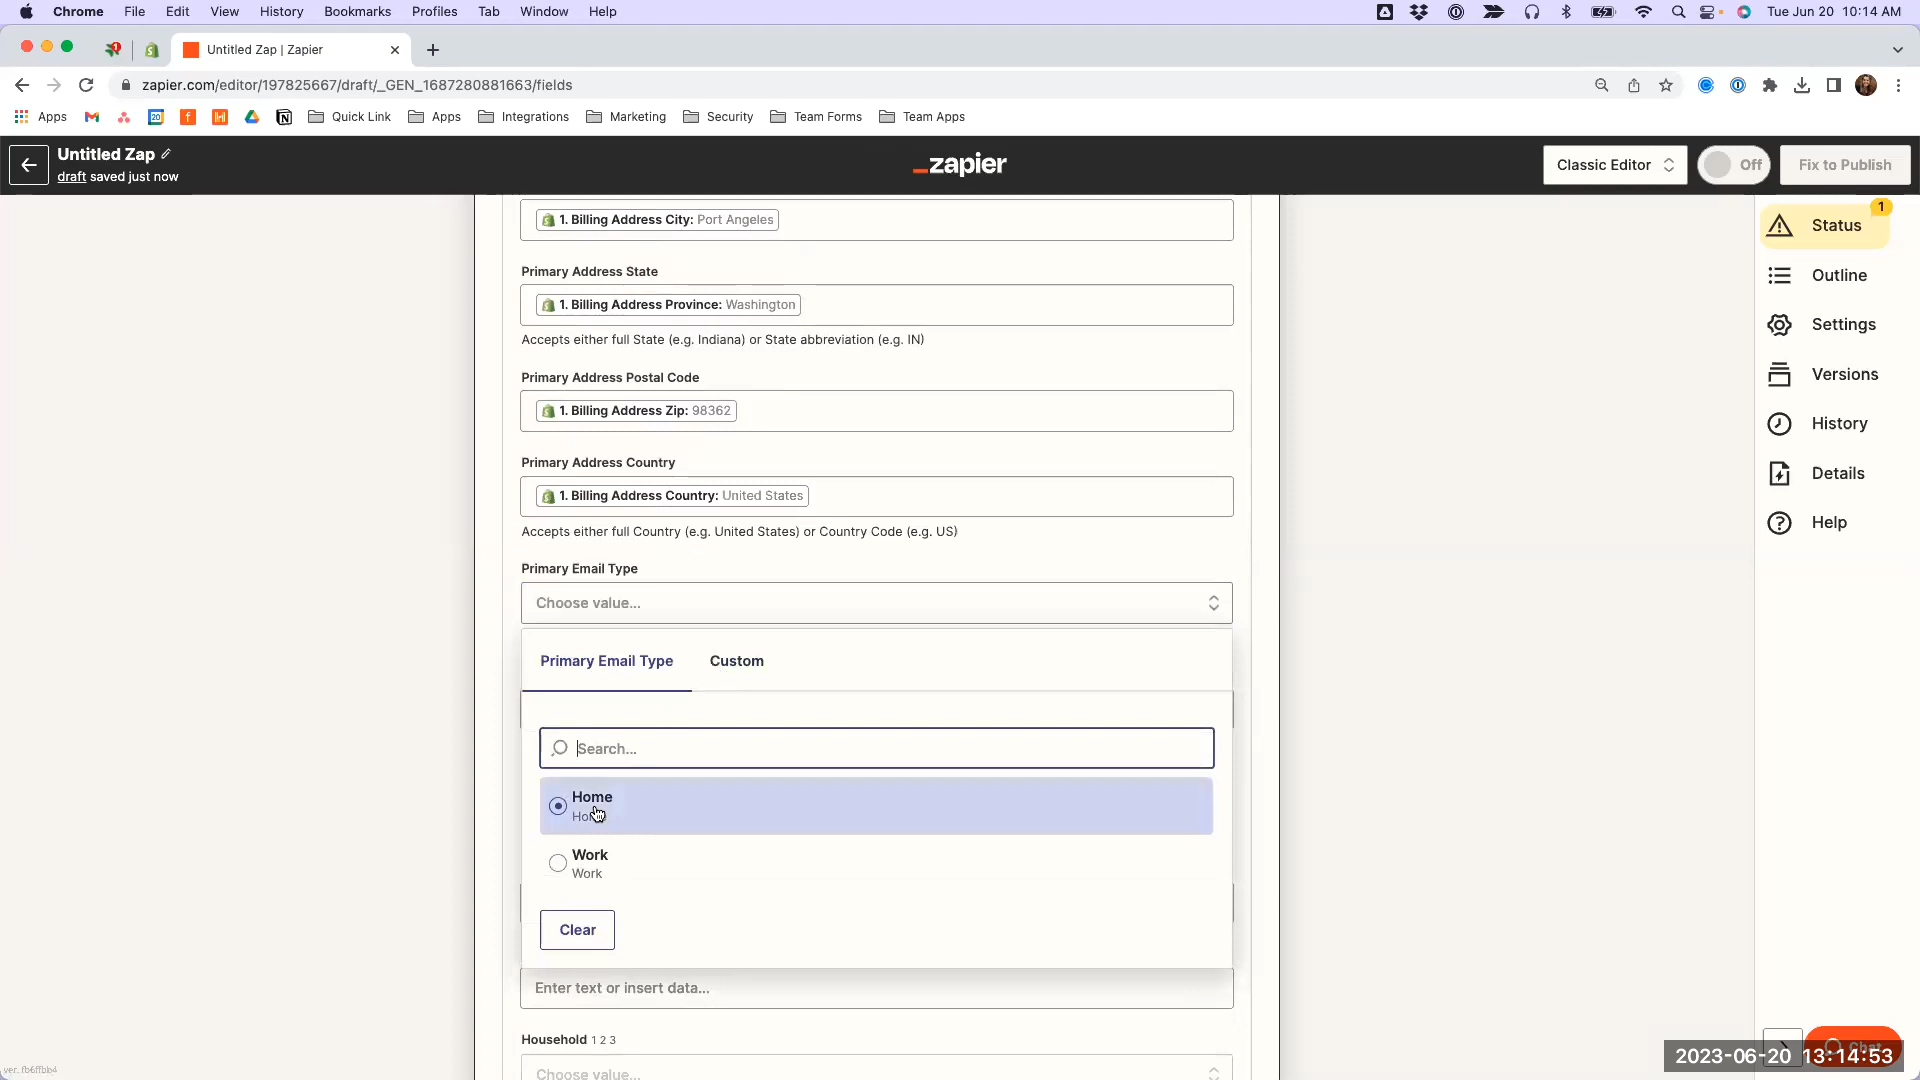 Chrome File Edit View History Bookmarks Profiles Tab Window Help Tue Jun 20 10:14 AM
1 Untitled Zap | Zapier
zapier.com/editor/197825667/draft/_GEN_1687280881663/fields
Apps 20 Quick Link Apps Integrations Marketing Security Team Forms Team Apps
Untitled Zap
draft saved just now
_zapier
Classic Editor
Off
Fix to Publish
1. Billing Address City: Port Angeles
Primary Address State
1. Billing Address Province: Washington
Accepts either full State (e.g. Indiana) or State abbreviation (e.g. IN)
Primary Address Postal Code
1. Billing Address Zip: 98362
Primary Address Country
1. Billing Address Country: United States
Accepts either full Country (e.g. United States) or Country Code (e.g. US)
Primary Email Type
Choose value...
Primary Email Type Custom
Search...
Home
Work
Work
Clear
Enter text or insert data...
Household 1 2 3
Choose value...
1
Status
Outline
Settings
Versions
History
Details
Help
2023-06-20 13:14:53
ver. fb6ffbb4